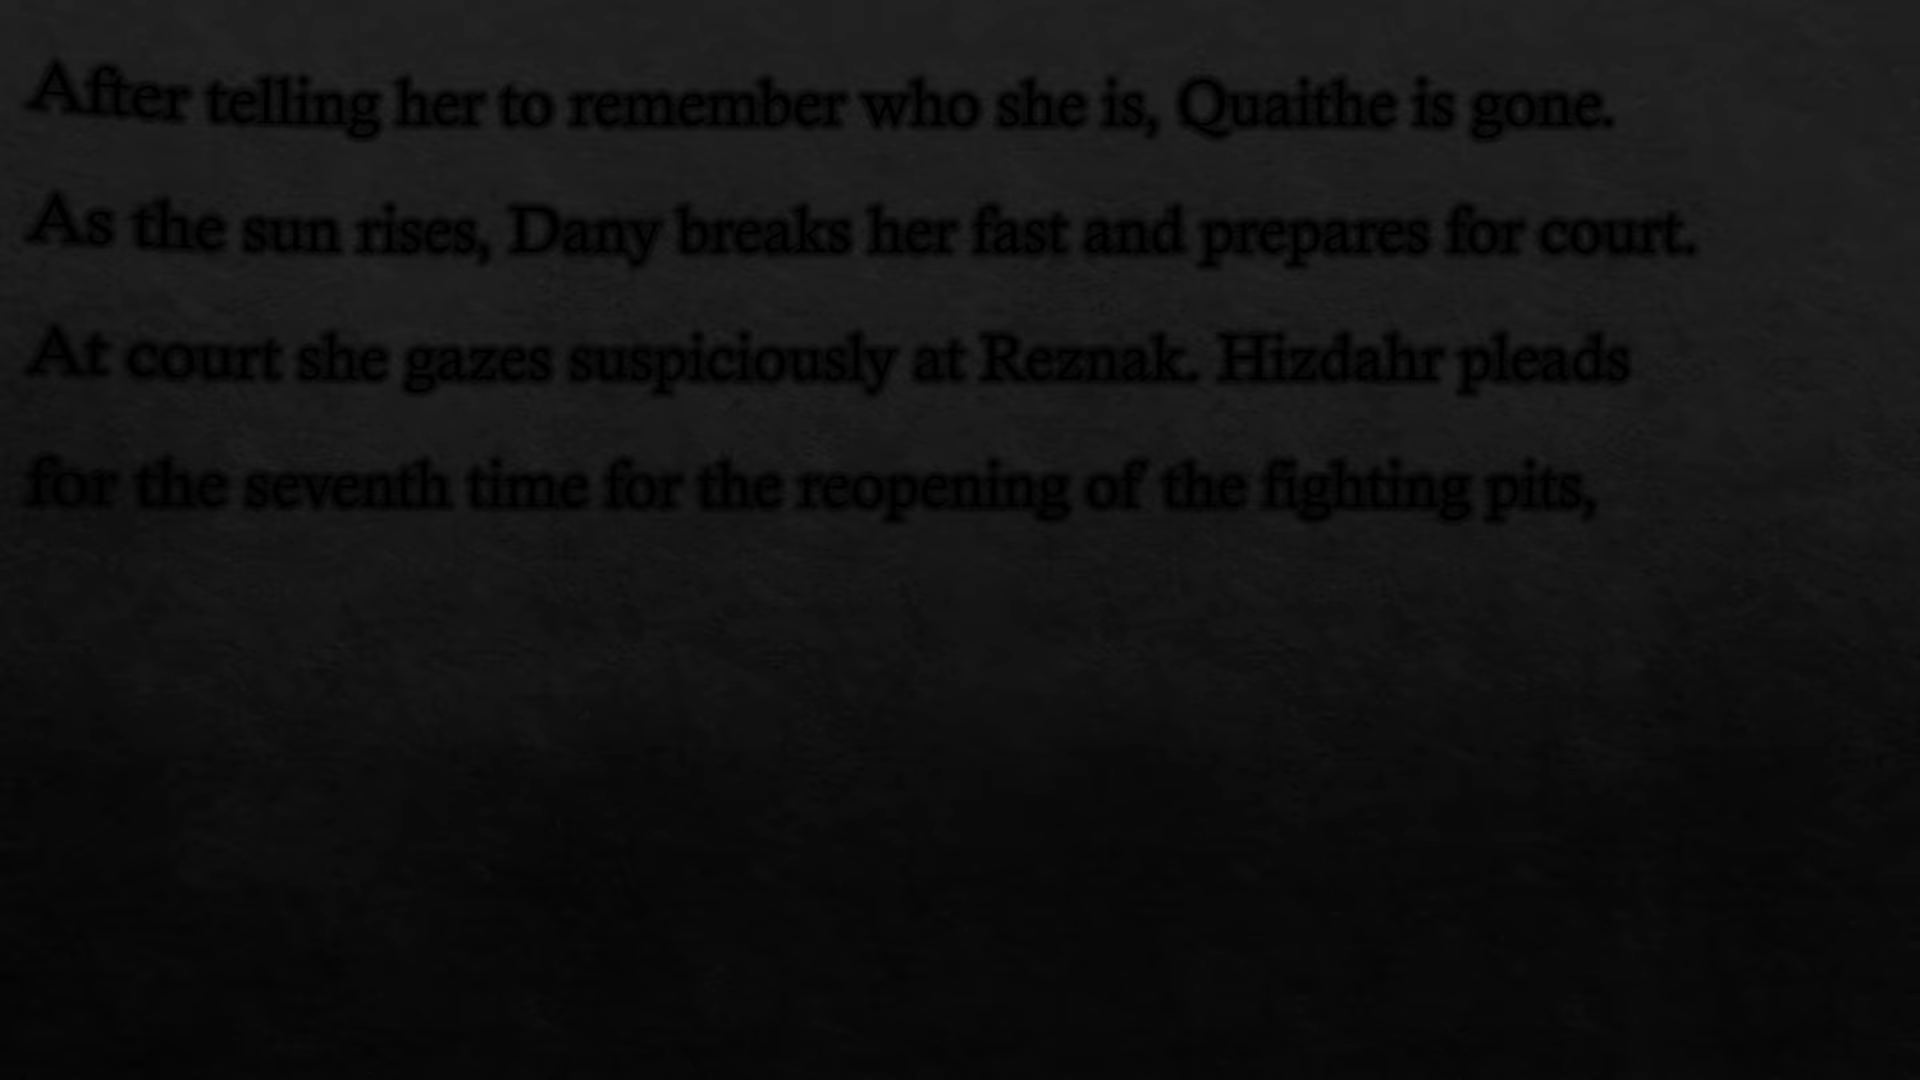 After telling her to remember who she is, Quaithe is gone.
As the sun rises, Dany breaks her fast and prepares for court.
At court she gazes suspiciously at Reznak. Hizdahr pleads
for the seventh time for the reopening of the fighting pits,